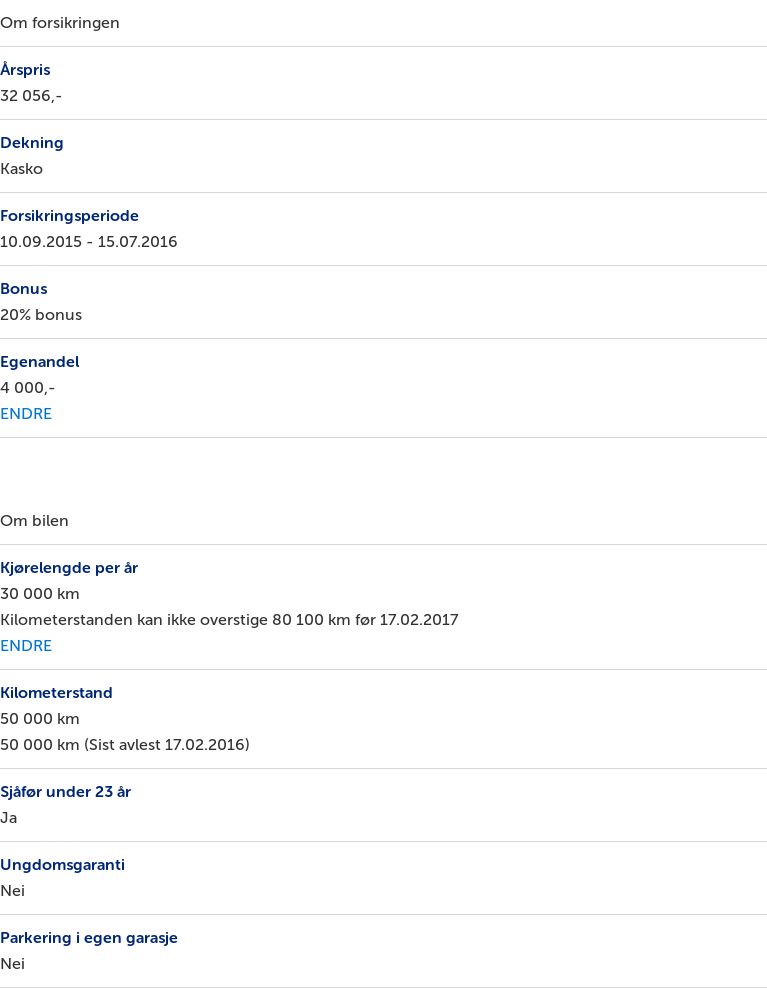 Om forsikringen
Årspris
32 056,-
Dekning
Kasko
Forsikringsperiode
10.09.2015 - 15.07.2016
Bonus
20% bonus
Egenandel
4 000,-
ENDRE
Om bilen
Kjørelengde per år
30 000 km
Kilometerstanden kan ikke overstige 80 100 km før 17.02.2017
ENDRE
Kilometerstand
50 000 km
50 000 km (Sist avlest 17.02.2016)
Sjåfør under 23 år
Ja
Ungdomsgaranti
Nei
Parkering i egen garasje
Nei